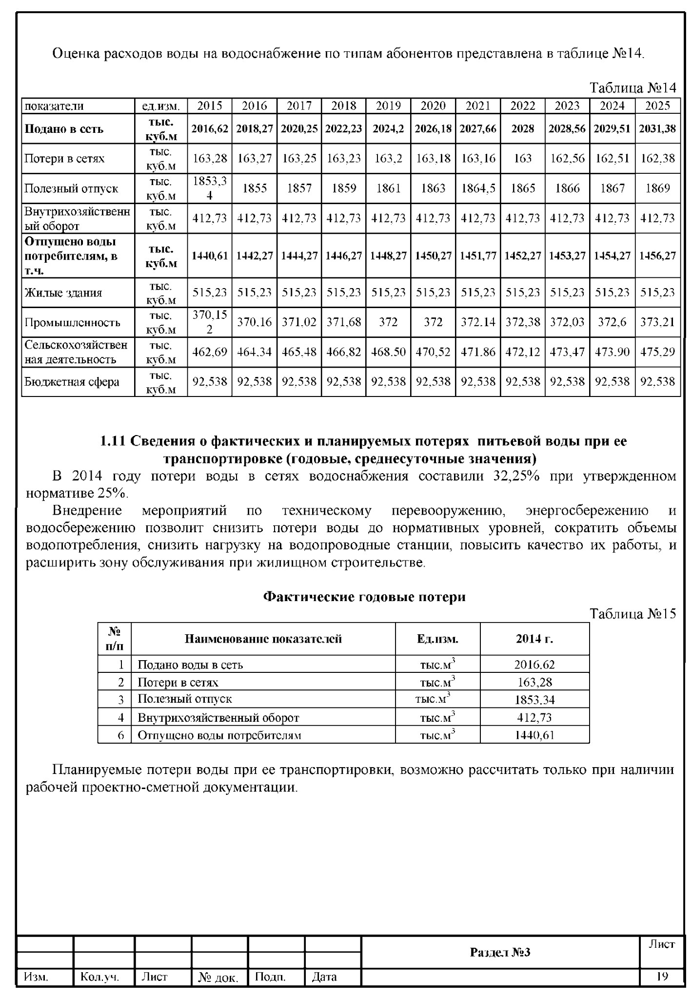 Оценка расходов воды на водоснабжение по типам абонентов представлена в таблице №14.
Таблица №14
показатели ед.изм. 2015 2016 2017 2018 2019 2020 2021 2022 2023 2024 2025
Подано в сеть тыс. куб.м 2016,62 2018,27 2020,25 2022,23 2024,2 2026,18 2027,66 2028 2028,56 2029,51 2031,38
Потери в сетях тыс. куб.м 163,28 163,27 163,25 163,23 163,2 163,18 163,16 163 162,56 162,51 162,38
Полезный отпуск тыс. куб.м 1853,34 1855 1857 1859 1861 1863 1864,5 1865 1866 1867 1869
Внутрихозяйственный оборот тыс. куб.м 412,73 412,73 412,73 412,73 412,73 412,73 412,73 412,73 412,73 412,73 412,73
Отпущено воды потребителям, в т.ч. тыс. куб.м 1440,61 1442,27 1444,27 1446,27 1448,27 1450,27 1451,77 1452,27 1453,27 1454,27 1456,27
Жилые здания тыс. куб.м 515,23 515,23 515,23 515,23 515,23 515,23 515,23 515,23 515,23 515,23 515,23
Промышленность тыс. куб.м 370,152 370,16 371,02 371,68 372 372 372,14 372,38 372,03 372,6 373,21
Сельскохозяйственная деятельность тыс. куб.м 462,69 464,34 465,48 466,82 468,50 470,52 471,86 472,12 473,47 473,90 475,29
Бюджетная сфера тыс. куб.м 92,538 92,538 92,538 92,538 92,538 92,538 92,538 92,538 92,538 92,538 92,538
1.11 Сведения о фактических и планируемых потерях питьевой воды при ее
транспортировке (годовые, среднесуточные значения)
В 2014 году потери воды в сетях водоснабжения составили 32,25% при утвержденном
нормативе 25%.
Внедрение мероприятий по техническому перевооружению, энергосбережению и
водосбережению позволит снизить потери воды до нормативных уровней, сократить объемы
водопотребления, снизить нагрузку на водопроводные станции, повысить качество их работы, и
расширить зону обслуживания при жилищном строительстве.
Фактические годовые потери
Таблица №15
№ п/п Наименование показателей Ед.изм. 2014 г.
1 Подано воды в сеть тыс.м³ 2016,62
2 Потери в сетях тыс.м³ 163,28
3 Полезный отпуск тыс.м³ 1853,34
4 Внутрихозяйственный оборот тыс.м³ 412,73
6 Отпущено воды потребителям тыс.м³ 1440,61
Планируемые потери воды при ее транспортировки, возможно рассчитать только при наличии
рабочей проектно-сметной документации.
Раздел №3 Лист
Изм. Кол.уч. Лист № док. Подп. Дата 19